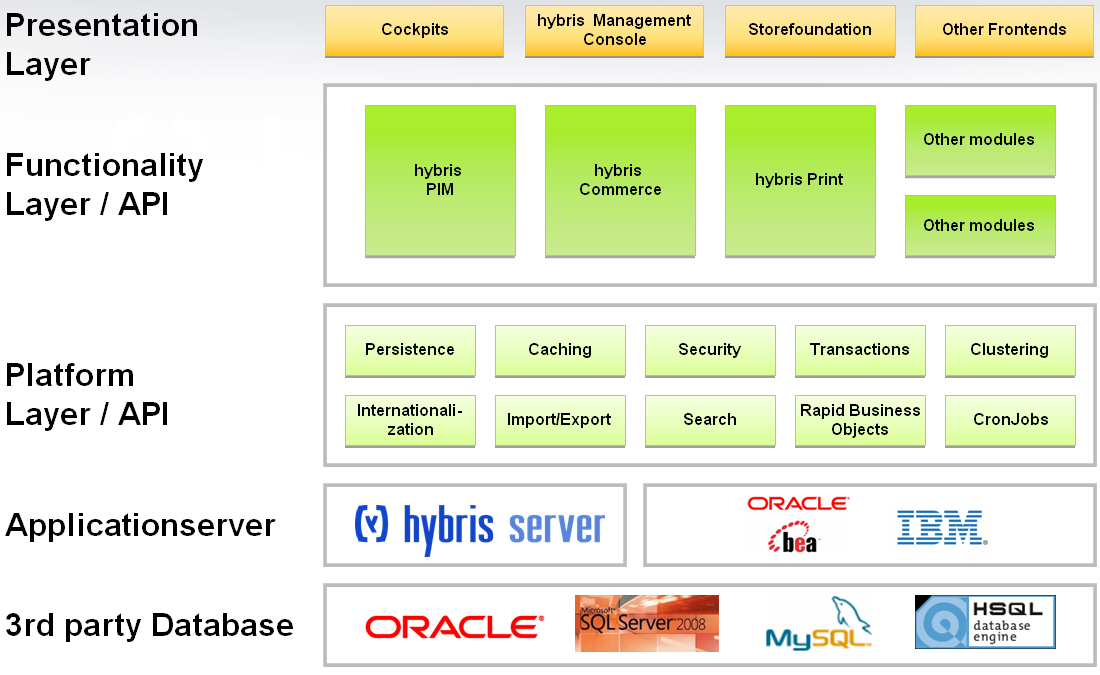 Presentation
Layer
Cockpits
hybris Management
Console
Storefoundation
Other Frontends
Functionality
Layer / API
hybris
PIM
hybris
Commerce
hybris Print
Other modules
Other modules
Platform
Layer / API
Persistence
Caching
Security
Transactions
Clustering
Internationali-
zation
Import/Export
Search
Rapid Business
Objects
CronJobs
Applicationserver
hybris server
ORACLE®
bea
IBM®
3rd party Database
ORACLE®
Microsoft®
SQL Server 2008
MySQL™
HSQL
database
engine